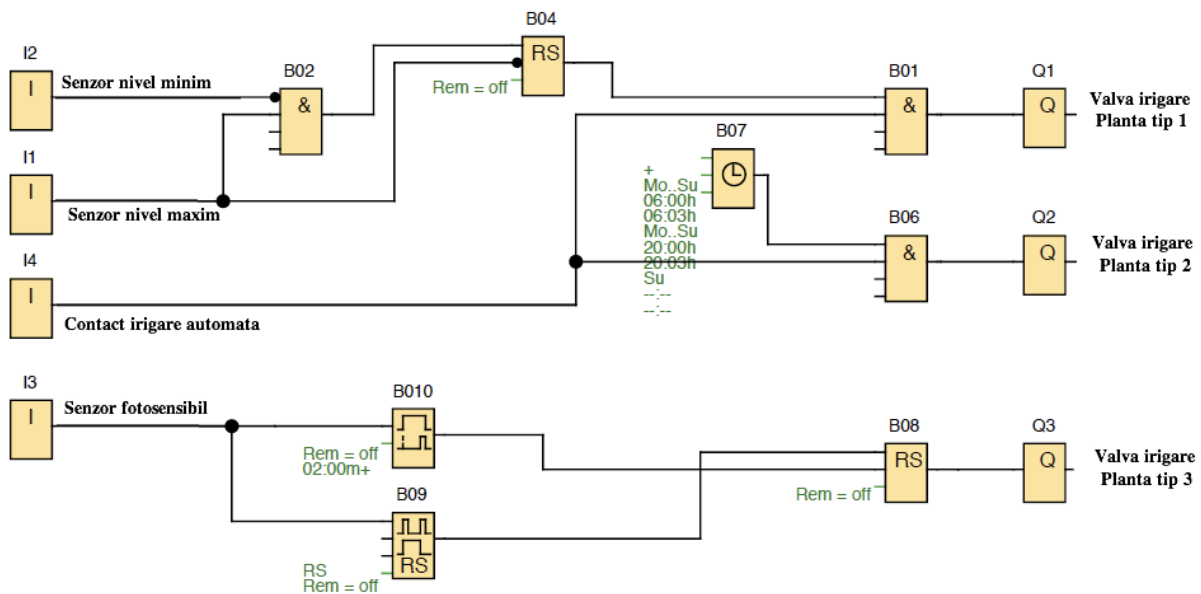 I2
I
Senzor nivel minim
B02
&
B04
RS
Rem = off
B01
&
Q1
Q
Valva irigare
Planta tip 1
I1
I
Senzor nivel maxim
B07
+
Mo..Su
06:00h
06:03h
Mo..Su
20:00h
20:03h
Su
--:--
--:--
B06
&
Q2
Q
Valva irigare
Planta tip 2
I4
I
Contact irigare automata
I3
I
Senzor fotosensibil
B010
Rem = off
02:00m+
B09
RS
RS
Rem = off
B08
RS
Rem = off
Q3
Q
Valva irigare
Planta tip 3